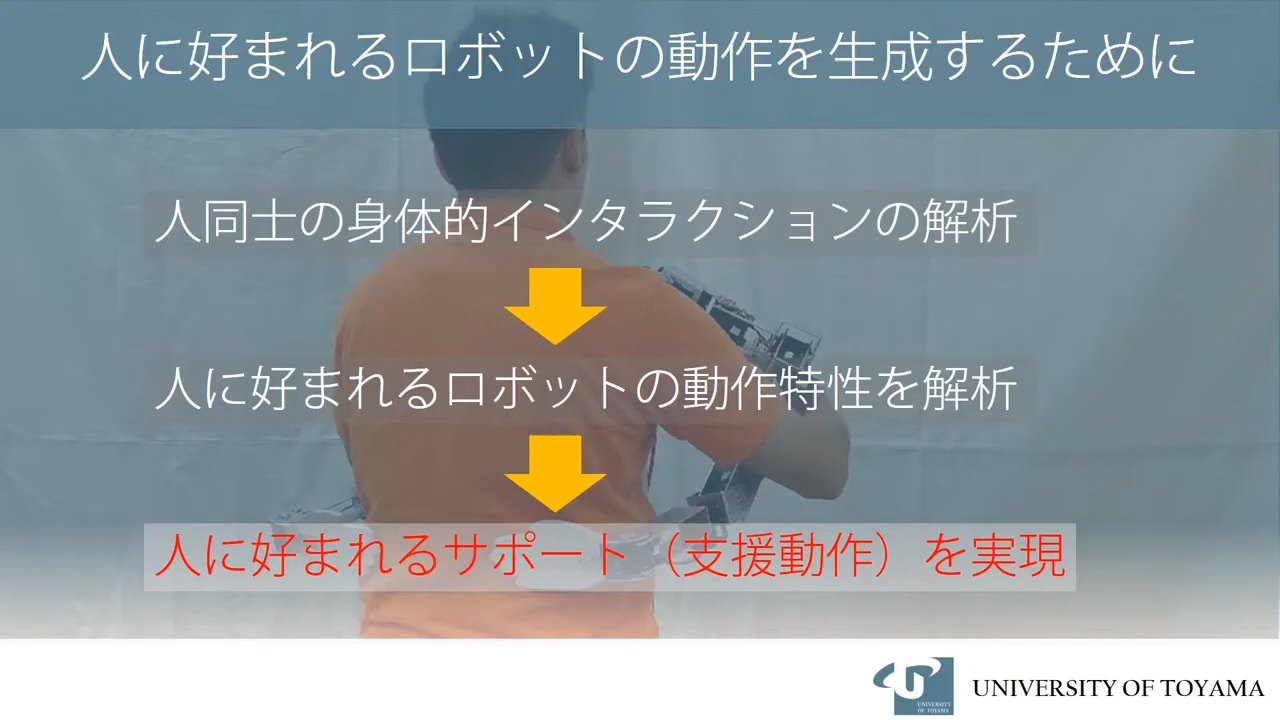 人に好まれるロボットの動作を生成するために
人同士の身体的インタラクションの解析
人に好まれるロボットの動作特性を解析
人に好まれるサポート（支援動作）を実現
UNIVERSITY
OF TOYAMA
UNIVERSITY OF TOYAMA